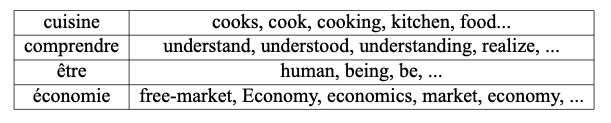 cuisine cooks, cook, cooking, kitchen, food...
comprendre understand, understood, understanding, realize, ...
être human, being, be, ...
économie free-market, Economy, economics, market, economy, ...